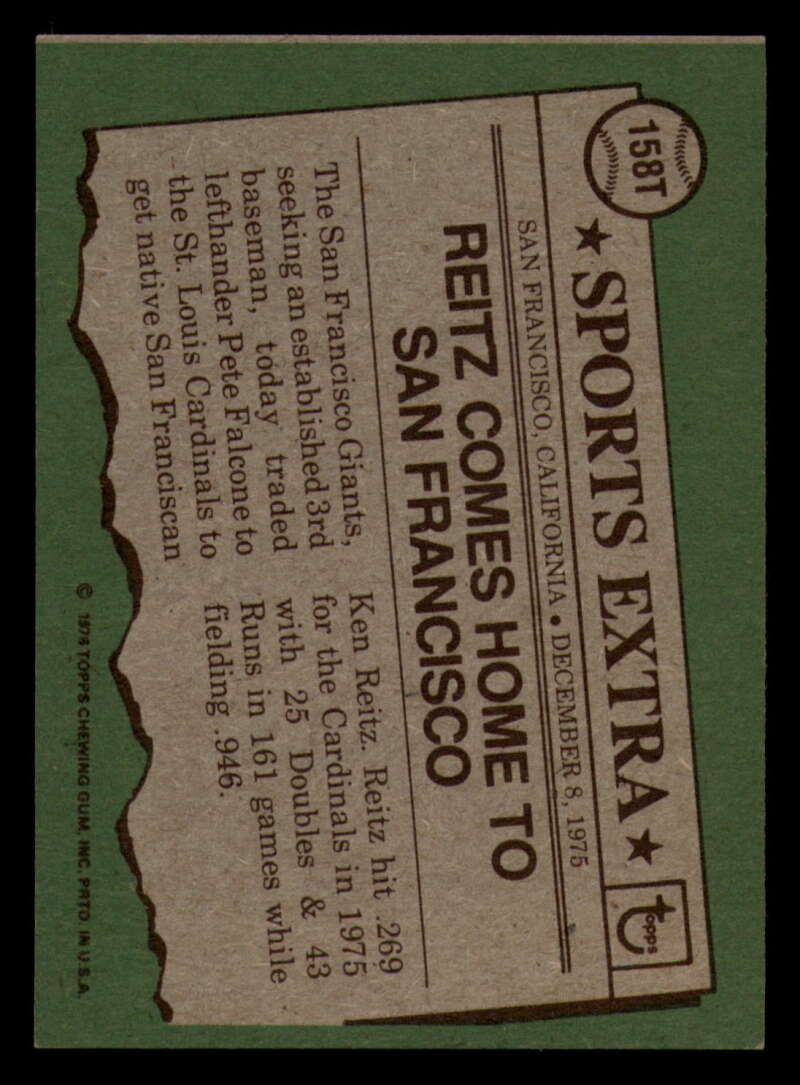 158T
★ SPORTS EXTRA ★
topps
SAN FRANCISCO, CALIFORNIA • DECEMBER 8, 1975
REITZ COMES HOME TO
SAN FRANCISCO
The San Francisco Giants,
seeking an established 3rd
baseman, today traded
lefthander Pete Falcone to
the St. Louis Cardinals to
get native San Franciscan
Ken Reitz. Reitz hit .269
for the Cardinals in 1975
with 25 Doubles & 43
Runs in 161 games while
fielding .946.
© 1976 TOPPS CHEWING GUM, INC. PRTD. IN U.S.A.